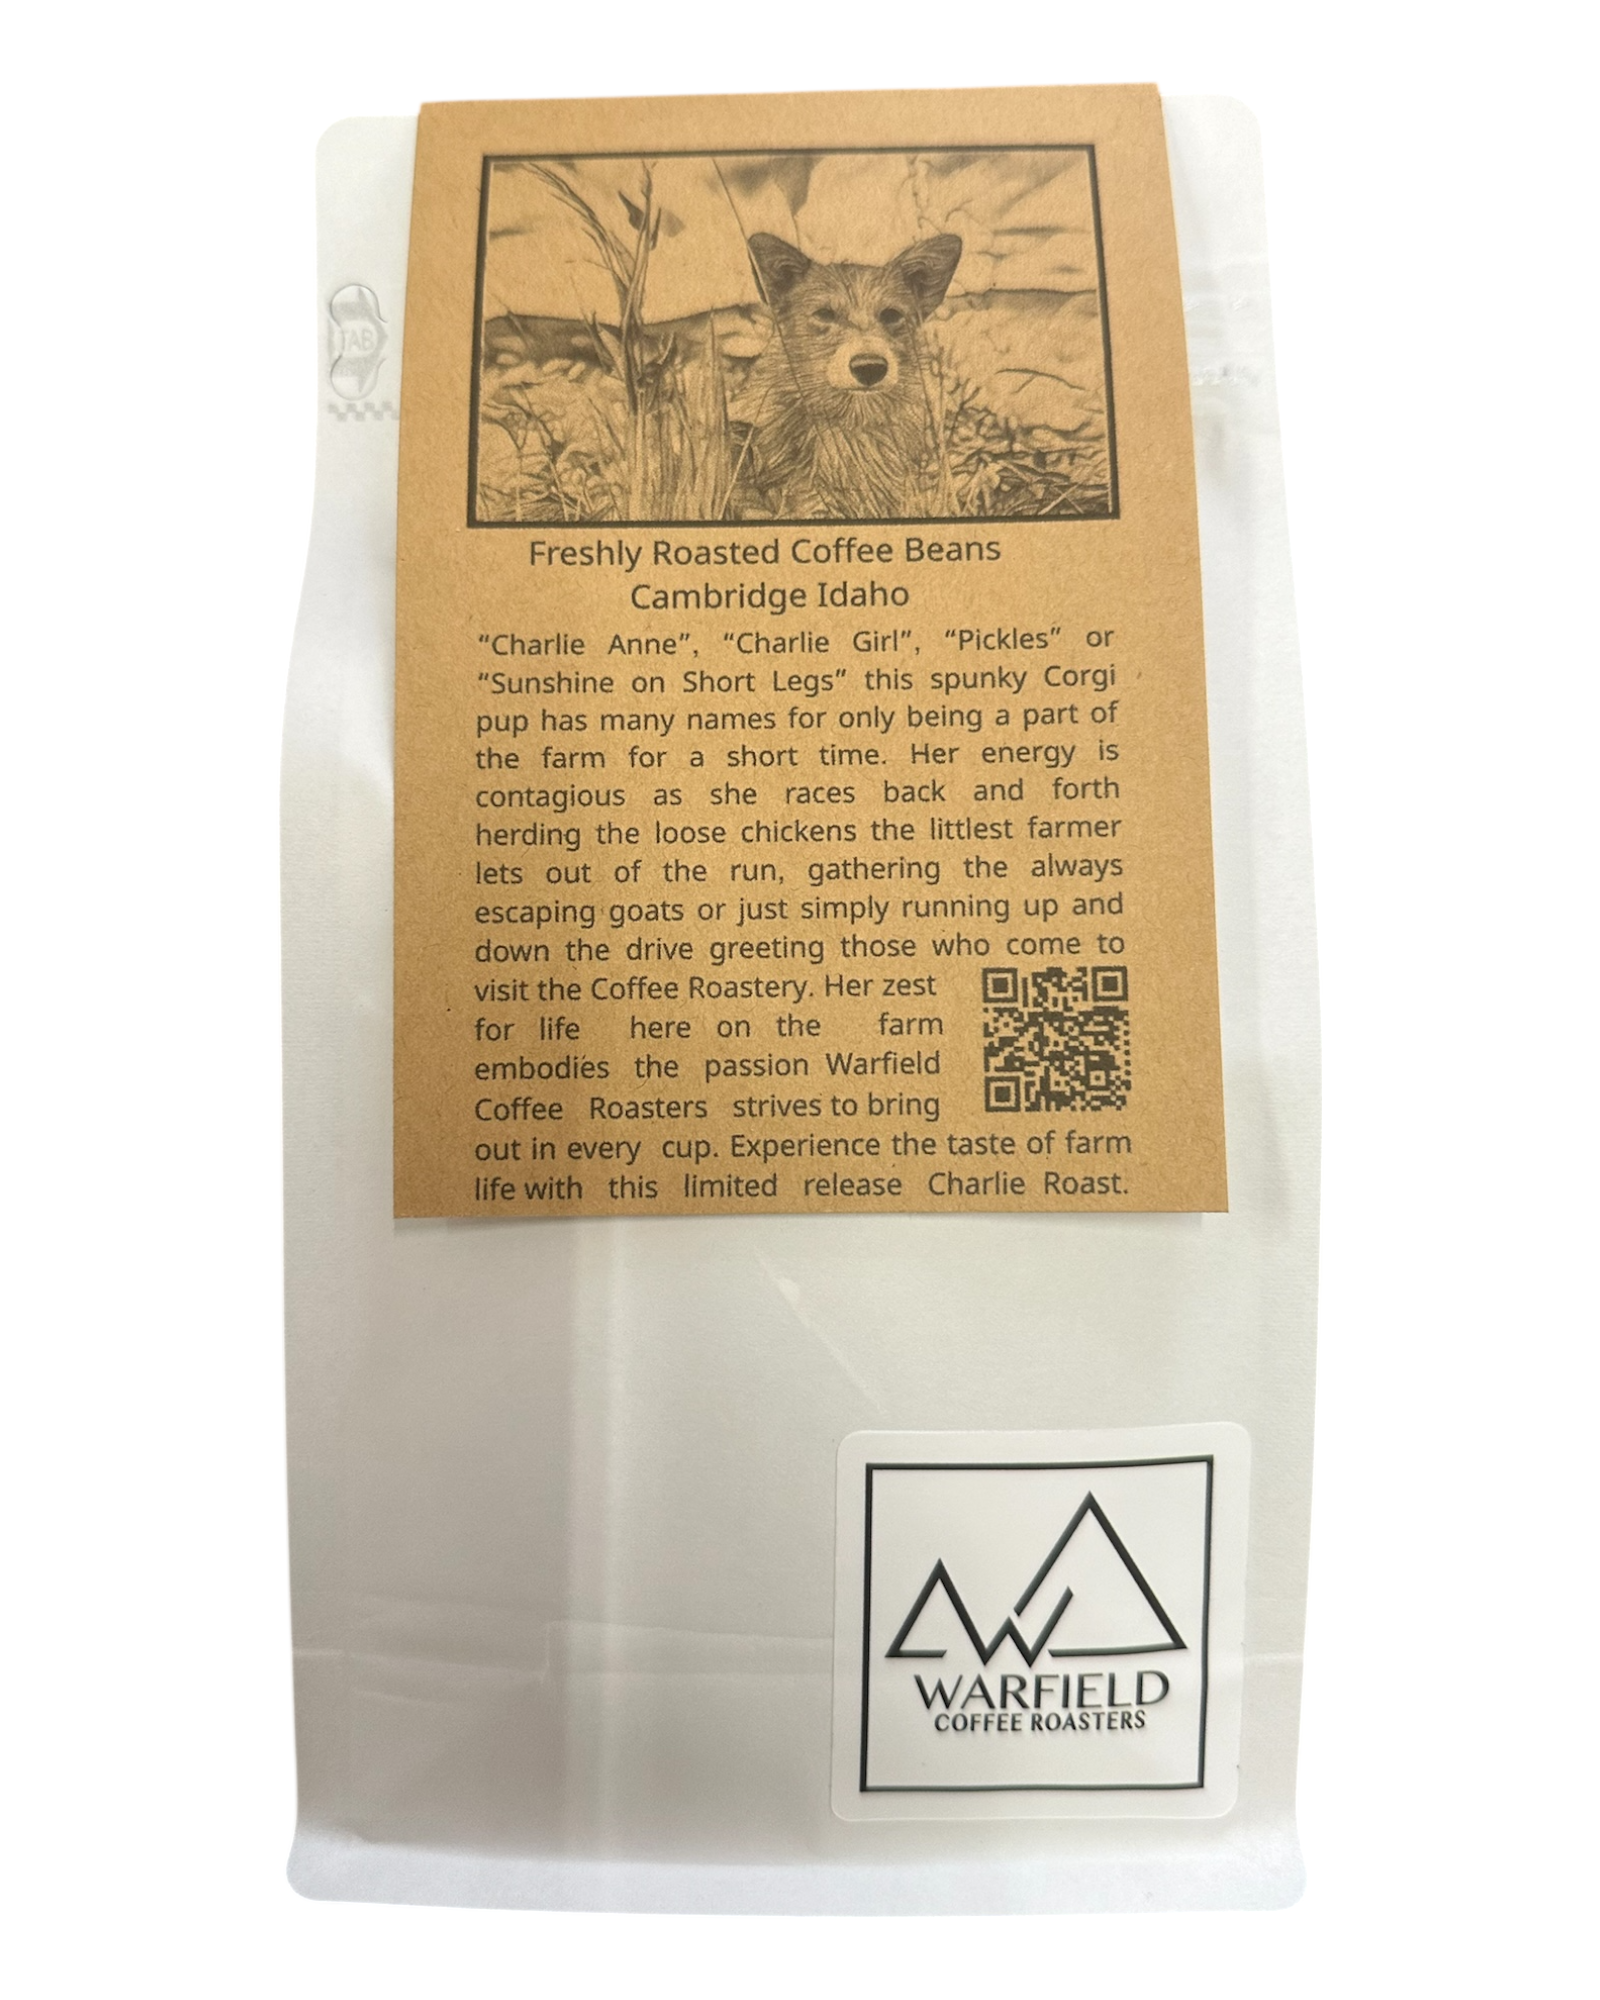 TAB
Freshly Roasted Coffee Beans
Cambridge Idaho
“Charlie Anne”, “Charlie Girl”, “Pickles” or
“Sunshine on Short Legs” this spunky Corgi
pup has many names for only being a part of
the farm for a short time. Her energy is
contagious as she races back and forth
herding the loose chickens the littlest farmer
lets out of the run, gathering the always
escaping goats or just simply running up and
down the drive greeting those who come to
visit the Coffee Roastery. Her zest
for life here on the farm
embodies the passion Warfield
Coffee Roasters strives to bring
out in every cup. Experience the taste of farm
life with this limited release Charlie Roast.
WARFIELD
COFFEE ROASTERS